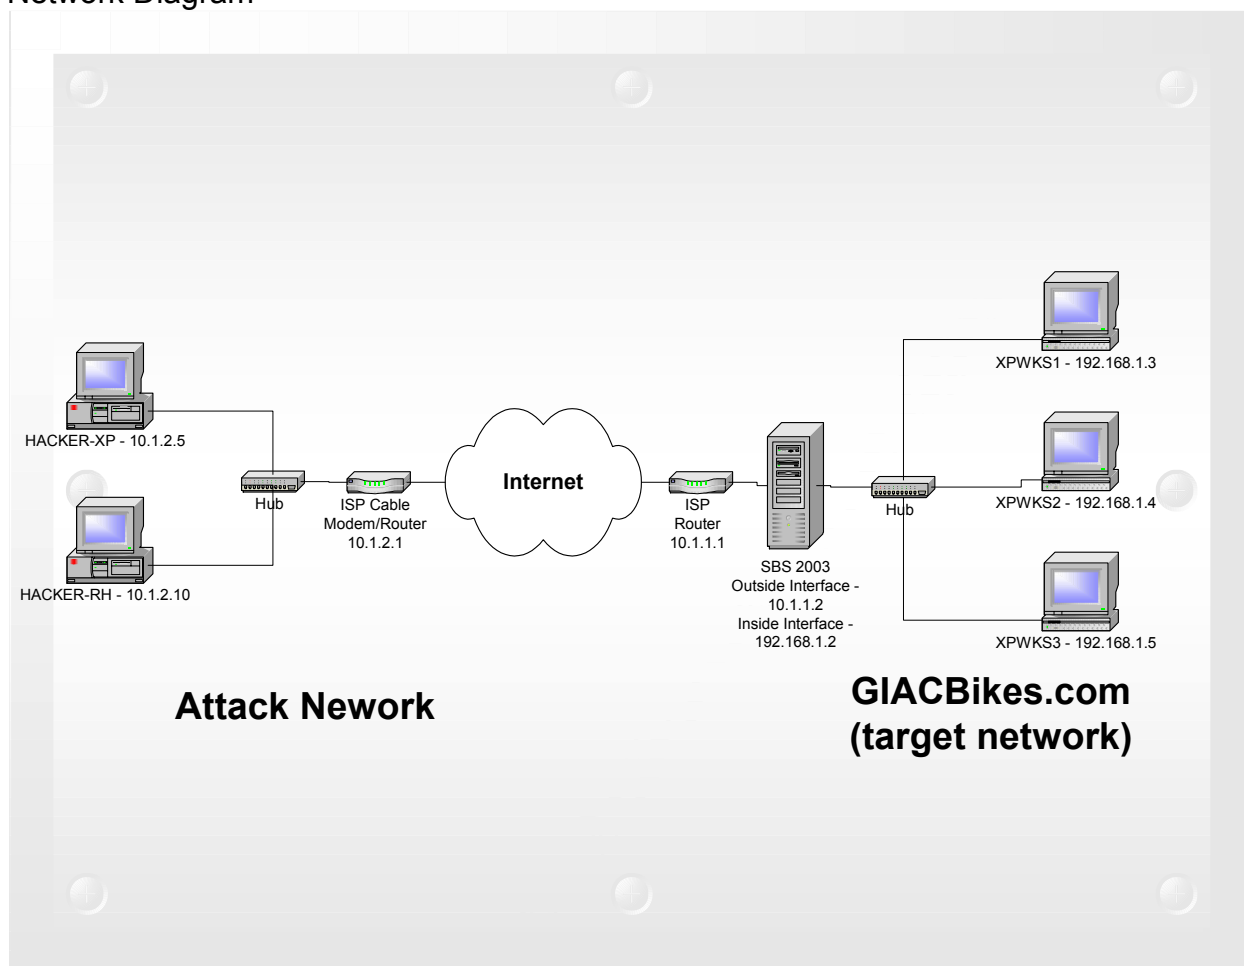 Network Diagram
HACKER-XP - 10.1.2.5
HACKER-RH - 10.1.2.10
Hub
ISP Cable
Modem/Router
10.1.2.1
Internet
ISP
Router
10.1.1.1
SBS 2003
Outside Interface -
10.1.1.2
Inside Interface -
192.168.1.2
Hub
XPWKS1 - 192.168.1.3
XPWKS2 - 192.168.1.4
XPWKS3 - 192.168.1.5
Attack Nework
GIACBikes.com
(target network)